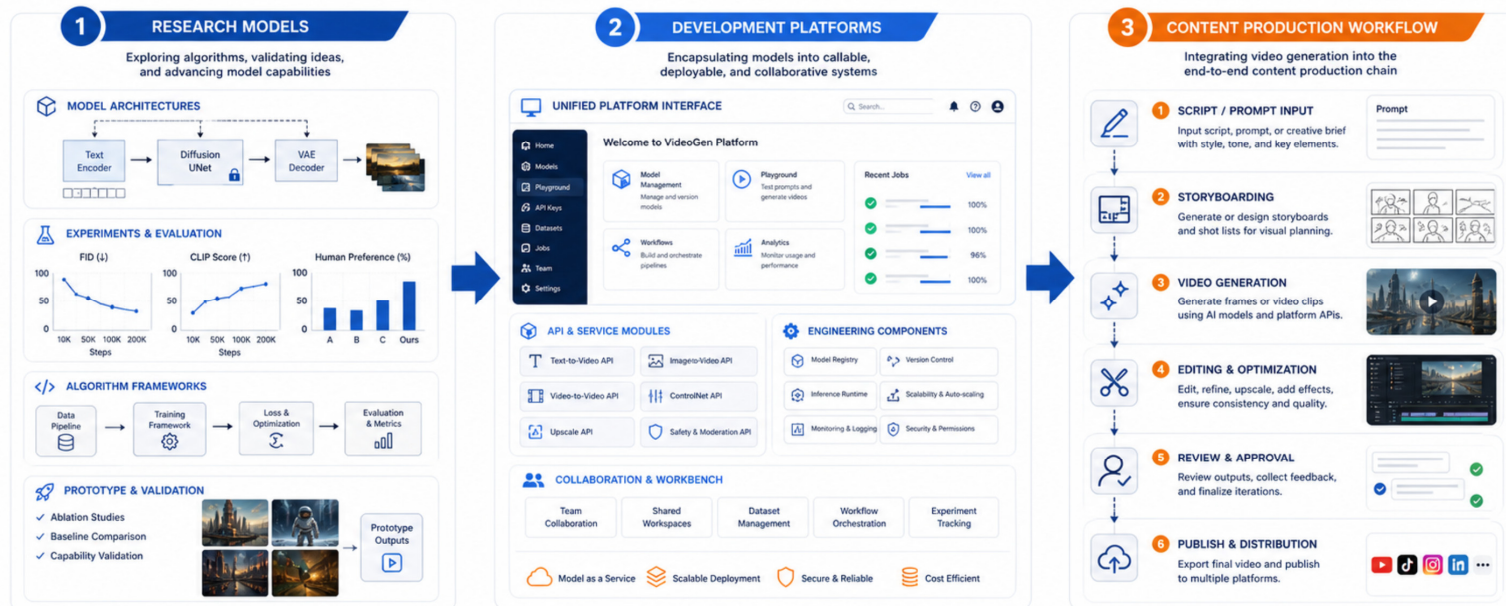 1 RESEARCH MODELS
Exploring algorithms, validating ideas,
and advancing model capabilities
MODEL ARCHITECTURES
Text
Encoder
Diffusion
UNet
VAE
Decoder
EXPERIMENTS & EVALUATION
FID (↓)
100
50
0
10K 50K 100K 200K
Steps
CLIP Score (↑)
100
50
0
10K 50K 100K 200K
Steps
Human Preference (%)
100
50
0
A B C Ours
ALGORITHM FRAMEWORKS
Data
Pipeline
Training
Framework
Loss &
Optimization
Evaluation
& Metrics
PROTOTYPE & VALIDATION
Ablation Studies
Baseline Comparison
Capability Validation
Prototype
Outputs
2 DEVELOPMENT PLATFORMS
Encapsulating models into callable,
deployable, and collaborative systems
UNIFIED PLATFORM INTERFACE
Search...
Home
Models
Playground
API Keys
Datasets
Jobs
Team
Settings
Welcome to VideoGen Platform
Model
Management
Manage and version
models
Playground
Text prompts and
generate videos
Workflows
Build and orchestrate
pipelines
Analytics
Monitor usage and
performance
Recent Jobs View all
100%
100%
96%
100%
API & SERVICE MODULES
Text-to-Video API
Image-to-Video API
Video-to-Video API
ControlNet API
Upscale API
Safety & Moderation API
ENGINEERING COMPONENTS
Model Registry
Version Control
Inference Runtime
Scalability & Auto-scaling
Monitoring & Logging
Security & Permissions
COLLABORATION & WORKBENCH
Team
Collaboration
Shared
Workspaces
Dataset
Management
Workflow
Orchestration
Experiment
Tracking
Model as a Service
Scalable Deployment
Secure & Reliable
Cost Efficient
3 CONTENT PRODUCTION WORKFLOW
Integrating video generation into the
end-to-end content production chain
1 SCRIPT / PROMPT INPUT
Input script, prompt, or creative brief
with style, tone, and key elements.
Prompt
2 STORYBOARDING
Generate or design storyboards
and shot lists for visual planning.
3 VIDEO GENERATION
Generate frames or video clips
using AI models and platform APIs.
4 EDITING & OPTIMIZATION
Edit, refine, upscale, add effects,
ensure consistency and quality.
5 REVIEW & APPROVAL
Review outputs, collect feedback,
and finalize iterations.
6 PUBLISH & DISTRIBUTION
Export final video and publish
to multiple platforms.
in